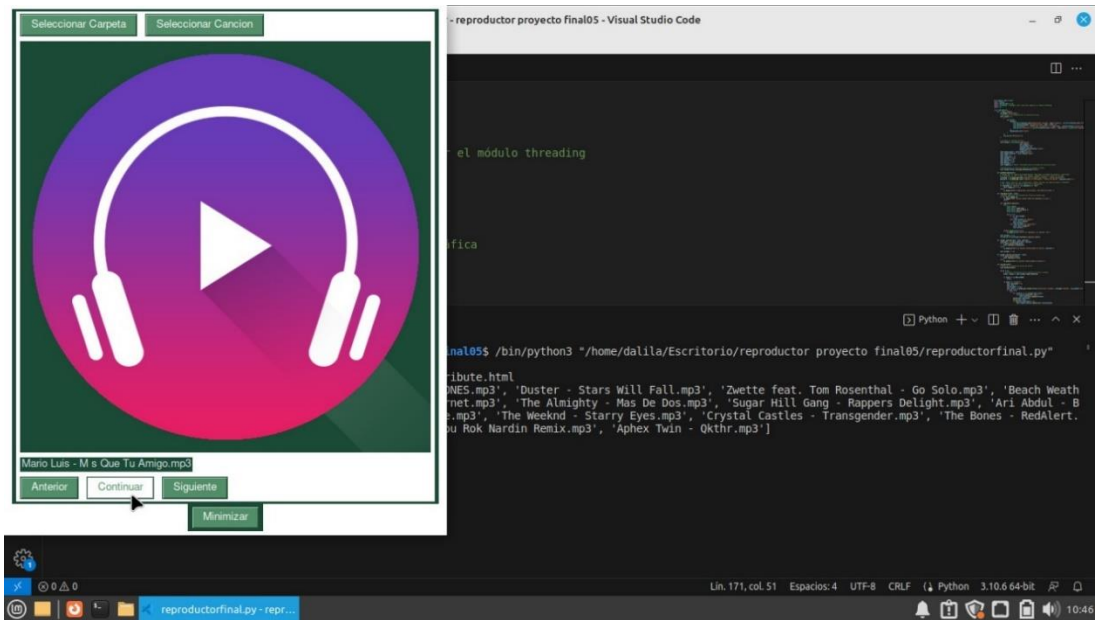 Seleccionar Carpeta Seleccionar Cancion
- reproductor proyecto final05 - Visual Studio Code
el módulo threading
áfica
Python
inal05$ /bin/python3 "/home/dalila/Escritorio/reproductor proyecto final05/reproductorfinal.py"
ribute.html
ONES.mp3', 'Duster - Stars Will Fall.mp3', 'Zwette feat. Tom Rosenthal - Go Solo.mp3', 'Beach Weath
rnet.mp3', 'The Almighty - Mas De Dos.mp3', 'Sugar Hill Gang - Rappers Delight.mp3', 'Ari Abdul - B
e.mp3', 'The Weeknd - Starry Eyes.mp3', 'Crystal Castles - Transgender.mp3', 'The Bones - RedAlert.
ou Rok Nardin Remix.mp3', 'Aphex Twin - Qkthr.mp3']
Mario Luis - M s Que Tu Amigo.mp3
Anterior Continuar Siguiente
Minimizar
0 0 Lín. 171, col. 51 Espacios: 4 UTF-8 CRLF Python 3.10.6 64-bit
reproductorfinal.py - repr... 10:46